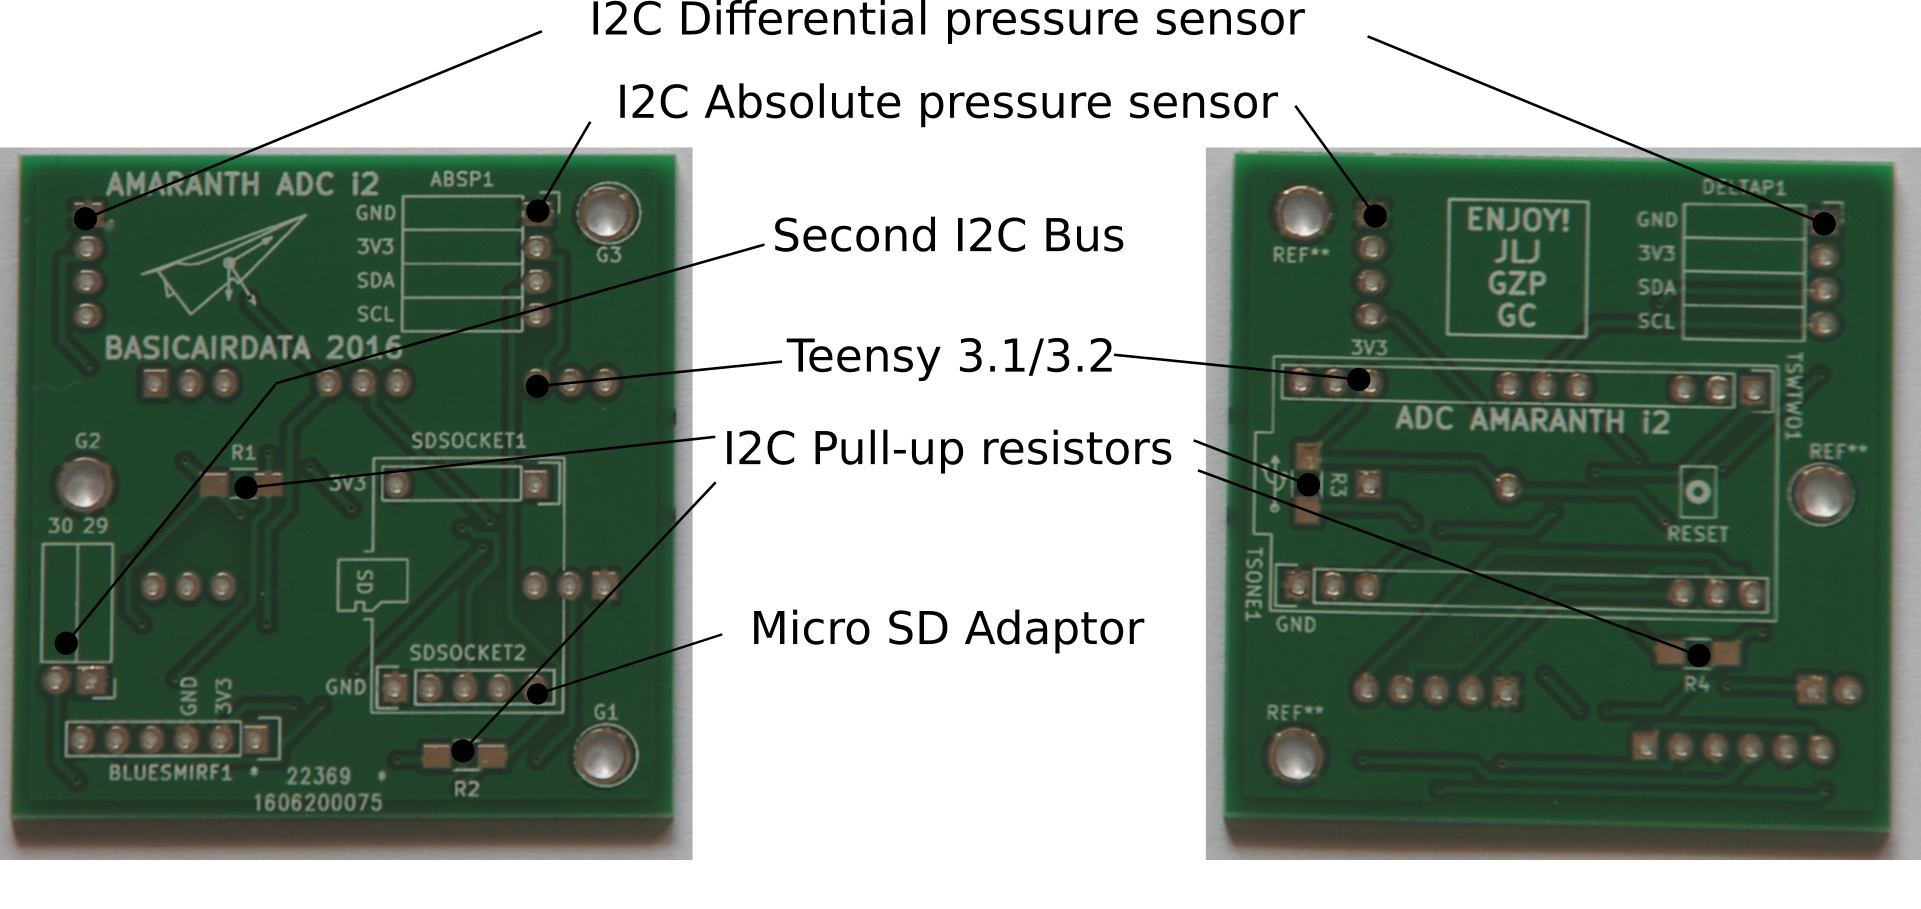 I2C Differential pressure sensor
I2C Absolute pressure sensor
Second I2C Bus
Teensy 3.1/3.2
I2C Pull-up resistors
Micro SD Adaptor
AMARANTH ADC i2
ABSP1
GND
3V3
SDA
SCL
G3
BASICAIRDATA 2016
G2
R1
SDSOCKET1
3V3
30 29
SD
SDSOCKET2
GND
GND
3V3
G1
BLUESMIRF1 * 22369 *
1606200075
R2
DELTAP1
ENJOY!
JLJ
GZP
GC
GND
3V3
SDA
SCL
REF**
3V3
TSWTWO1
ADC AMARANTH i2
REF**
R3
RESET
TSONE1
GND
R4
REF**